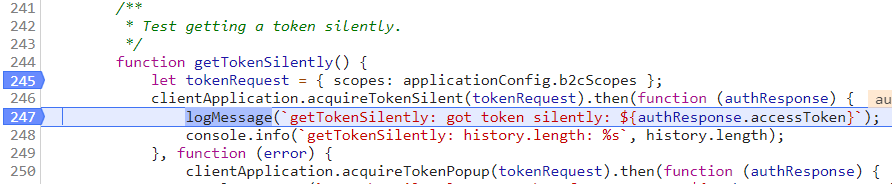 241 /**
242 * Test getting a token silently.
243 */
244 function getTokenSilently() {
245 let tokenRequest = { scopes: applicationConfig.b2cScopes };
246 clientApplication.acquireTokenSilent(tokenRequest).then(function (authResponse) { au
247 logMessage(`getTokenSilently: got token silently: ${authResponse.accessToken}`);
248 console.info(`getTokenSilently: history.length: %s`, history.length);
249 }, function (error) {
250 clientApplication.acquireTokenPopup(tokenRequest).then(function (authResponse) {